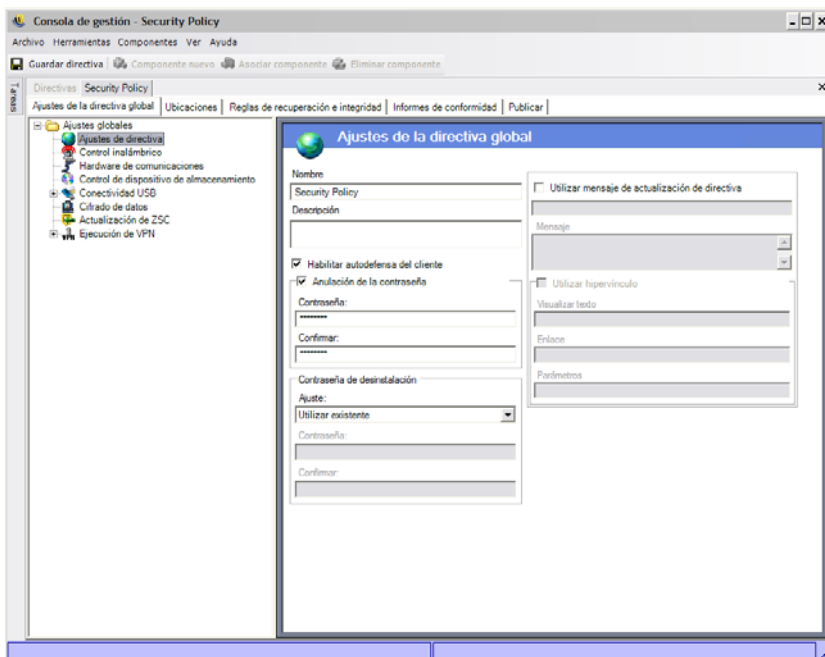 Consola de gestión - Security Policy
Archivo Herramientas Componentes Ver Ayuda
Guardar directiva Componente nuevo Asociar componente Eliminar componente
Tareas
Directivas Security Policy
Ajustes de la directiva global Ubicaciones Reglas de recuperación e integridad Informes de conformidad Publicar
Ajustes globales
Ajustes de directiva
Control inalámbrico
Hardware de comunicaciones
Control de dispositivo de almacenamiento
Conectividad USB
Cifrado de datos
Actualización de ZSC
Ejecución de VPN
Ajustes de la directiva global
Nombre
Security Policy
Descripción
Habilitar autodefensa del cliente
Anulación de la contraseña
Contraseña:
••••••••
Confirmar:
••••••••
Contraseña de desinstalación
Ajuste:
Utilizar existente
Contraseña:
Confirmar:
Utilizar mensaje de actualización de directiva
Mensaje
Utilizar hipervínculo
Visualizar texto
Enlace
Parámetros